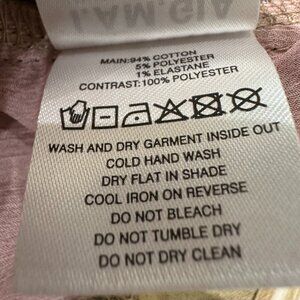 MAIN:94% COTTON
5% POLYESTER
1% ELASTANE
CONTRAST:100% POLYESTER
WASH AND DRY GARMENT INSIDE OUT
COLD HAND WASH
DRY FLAT IN SHADE
COOL IRON ON REVERSE
DO NOT BLEACH
DO NOT TUMBLE DRY
DO NOT DRY CLEAN